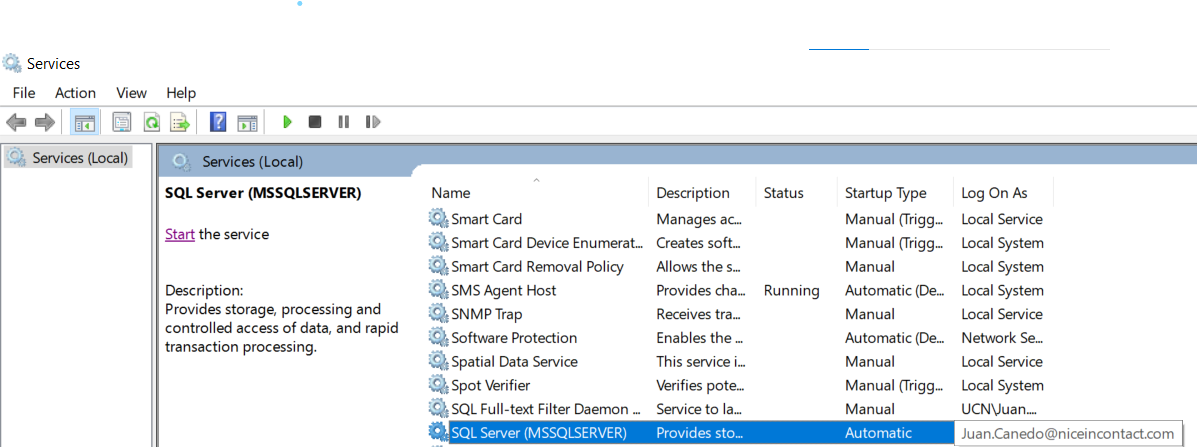 Services
File Action View Help
Services (Local)
Services (Local)
SQL Server (MSSQLSERVER)
Start the service
Description:
Provides storage, processing and
controlled access of data, and rapid
transaction processing.
Name Description Status Startup Type Log On As
Smart Card Manages ac... Manual (Trigg... Local Service
Smart Card Device Enumerat... Creates soft... Manual (Trigg... Local System
Smart Card Removal Policy Allows the s... Manual Local System
SMS Agent Host Provides cha... Running Automatic (De... Local System
SNMP Trap Receives tra... Manual Local Service
Software Protection Enables the ... Automatic (De... Network Se...
Spatial Data Service This service i... Manual Local Service
Spot Verifier Verifies pote... Manual (Trigg... Local System
SQL Full-text Filter Daemon ... Service to la... Manual UCN\Juan....
SQL Server (MSSQLSERVER) Provides sto... Automatic Juan.Canedo@niceincontact.com